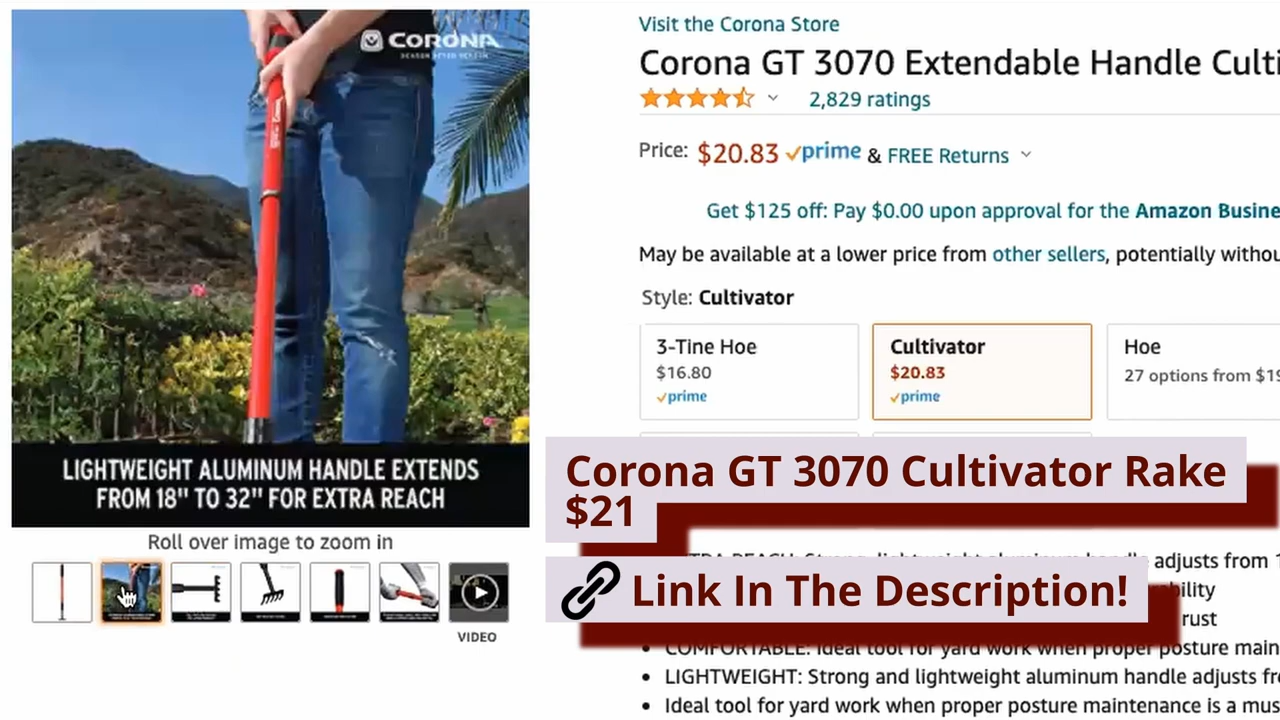 CORONA
Visit the Corona Store
Corona GT 3070 Extendable Handle Culti
2,829 ratings
Price: $20.83 prime & FREE Returns
Get $125 off: Pay $0.00 upon approval for the Amazon Busine
May be available at a lower price from other sellers, potentially withou
Style: Cultivator
3-Tine Hoe
$16.80
prime
Cultivator
$20.83
prime
Hoe
27 options from $19
LIGHTWEIGHT ALUMINUM HANDLE EXTENDS
FROM 18" TO 32" FOR EXTRA REACH
Roll over image to zoom in
VIDEO
Corona GT 3070 Cultivator Rake
$21
Link In The Description!
adjusts from 1
rust
COMFORTABLE: Ideal tool for yard work when proper posture main
• LIGHTWEIGHT: Strong and lightweight aluminum handle adjusts fr
• Ideal tool for yard work when proper posture maintenance is a mus